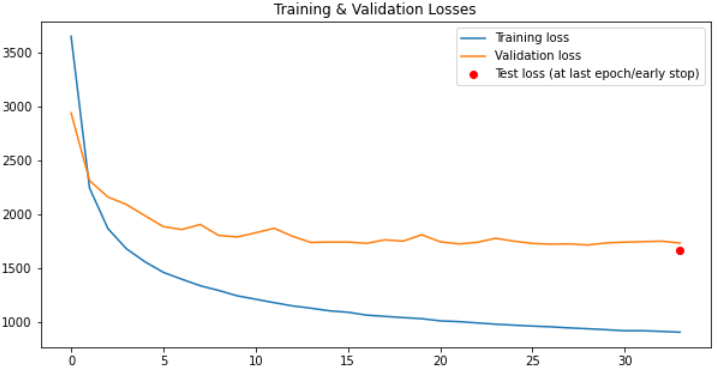 Training & Validation Losses
Training loss
Validation loss
Test loss (at last epoch/early stop)
3500
3000
2500
2000
1500
1000
0 5 10 15 20 25 30